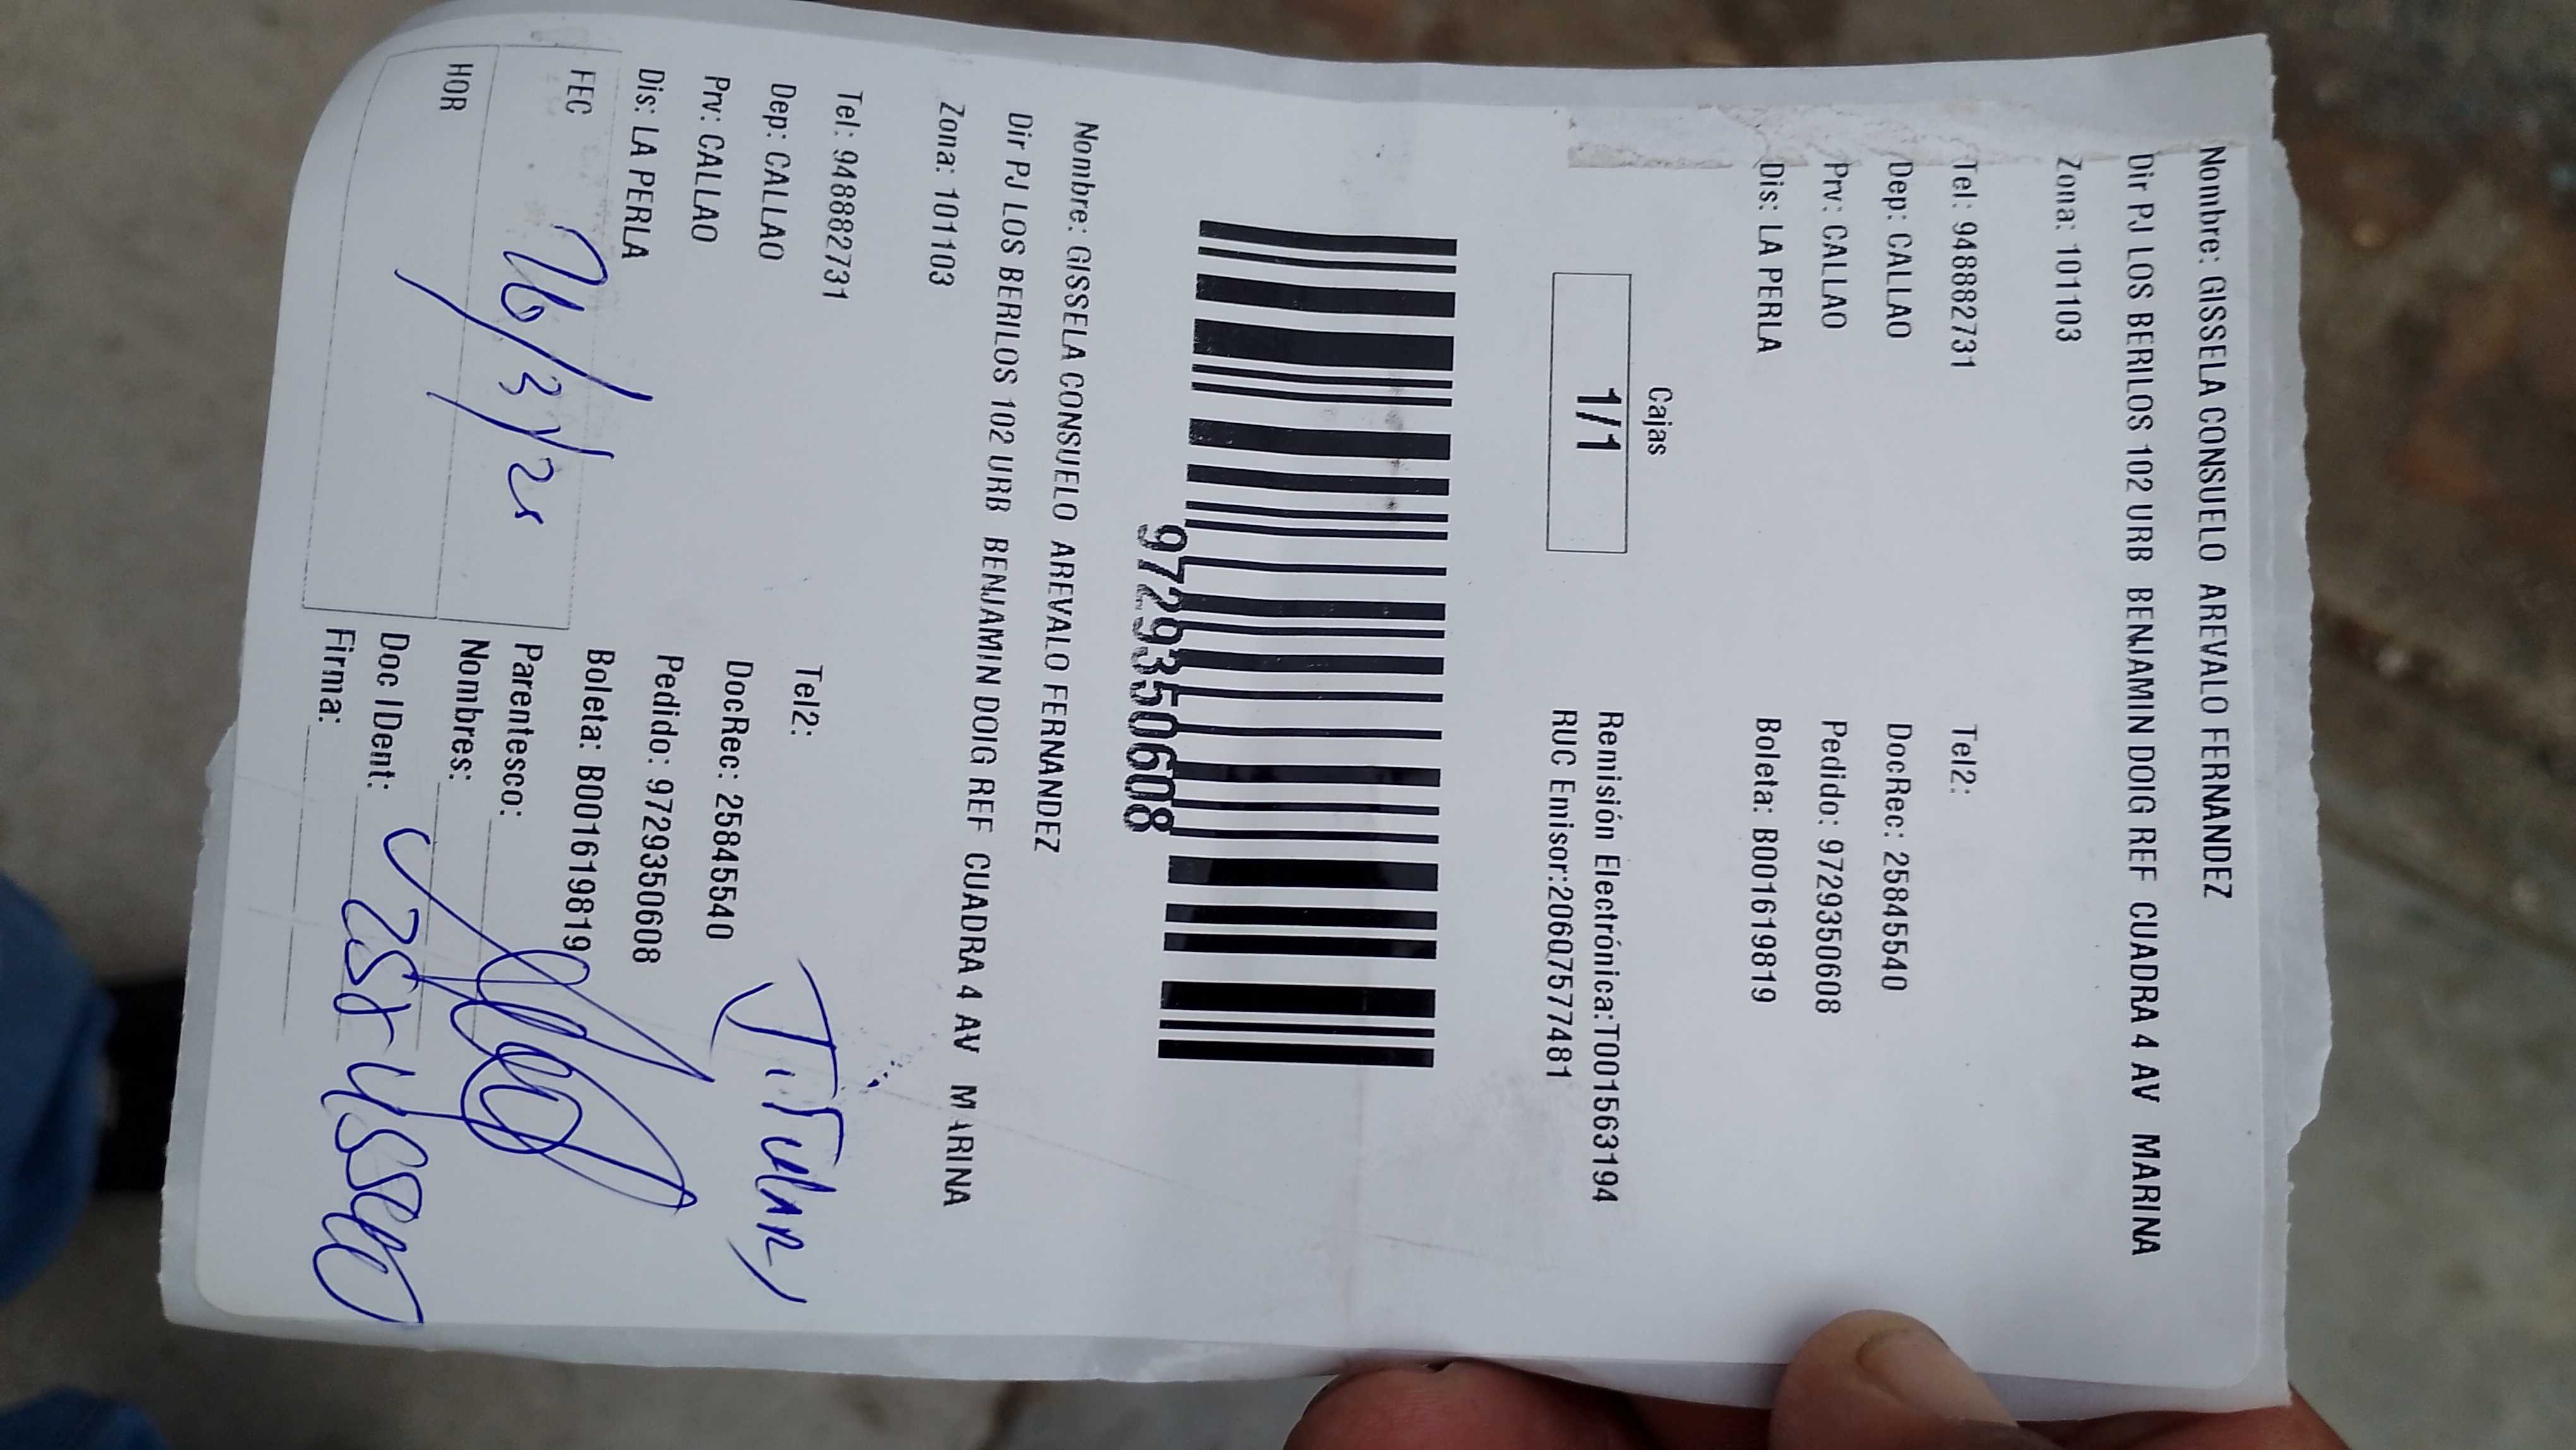 Nombre: GISSELA CONSUELO AREVALO FERNANDEZ
Dir PJ LOS BERILOS 102 URB BENJAMIN DOIG REF CUADRA 4 AV MARINA
Zona: 101103
Tel: 948882731 Tel2:
Dep: CALLAO DocRec: 25845540
Prv: CALLAO Pedido: 9729350608
Dis: LA PERLA Boleta: B001619819
Cajas
1/1
Remisión Electrónica:T001563194
RUC Emisor:20607577481
9729350608
Nombre: GISSELA CONSUELO AREVALO FERNANDEZ
Dir PJ LOS BERILOS 102 URB BENJAMIN DOIG REF CUADRA 4 AV MARINA
Zona: 101103
Tel: 948882731 Tel2:
Dep: CALLAO DocRec: 25845540
Prv: CALLAO Pedido: 9729350608
Dis: LA PERLA Boleta: B001619819
Titular
FEC 26/3/25
Parentesco:
HOR
Nombres:
Doc IDent:
Firma: